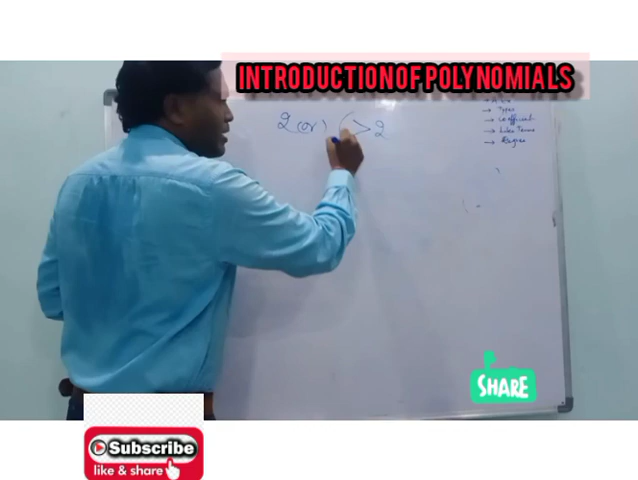 INTRODUCTION OF POLYNOMIALS
2 (or) (> 2
→ Types
→ Coefficient
→ Like Terms
→ Degree
SHARE
Subscribe
like & share